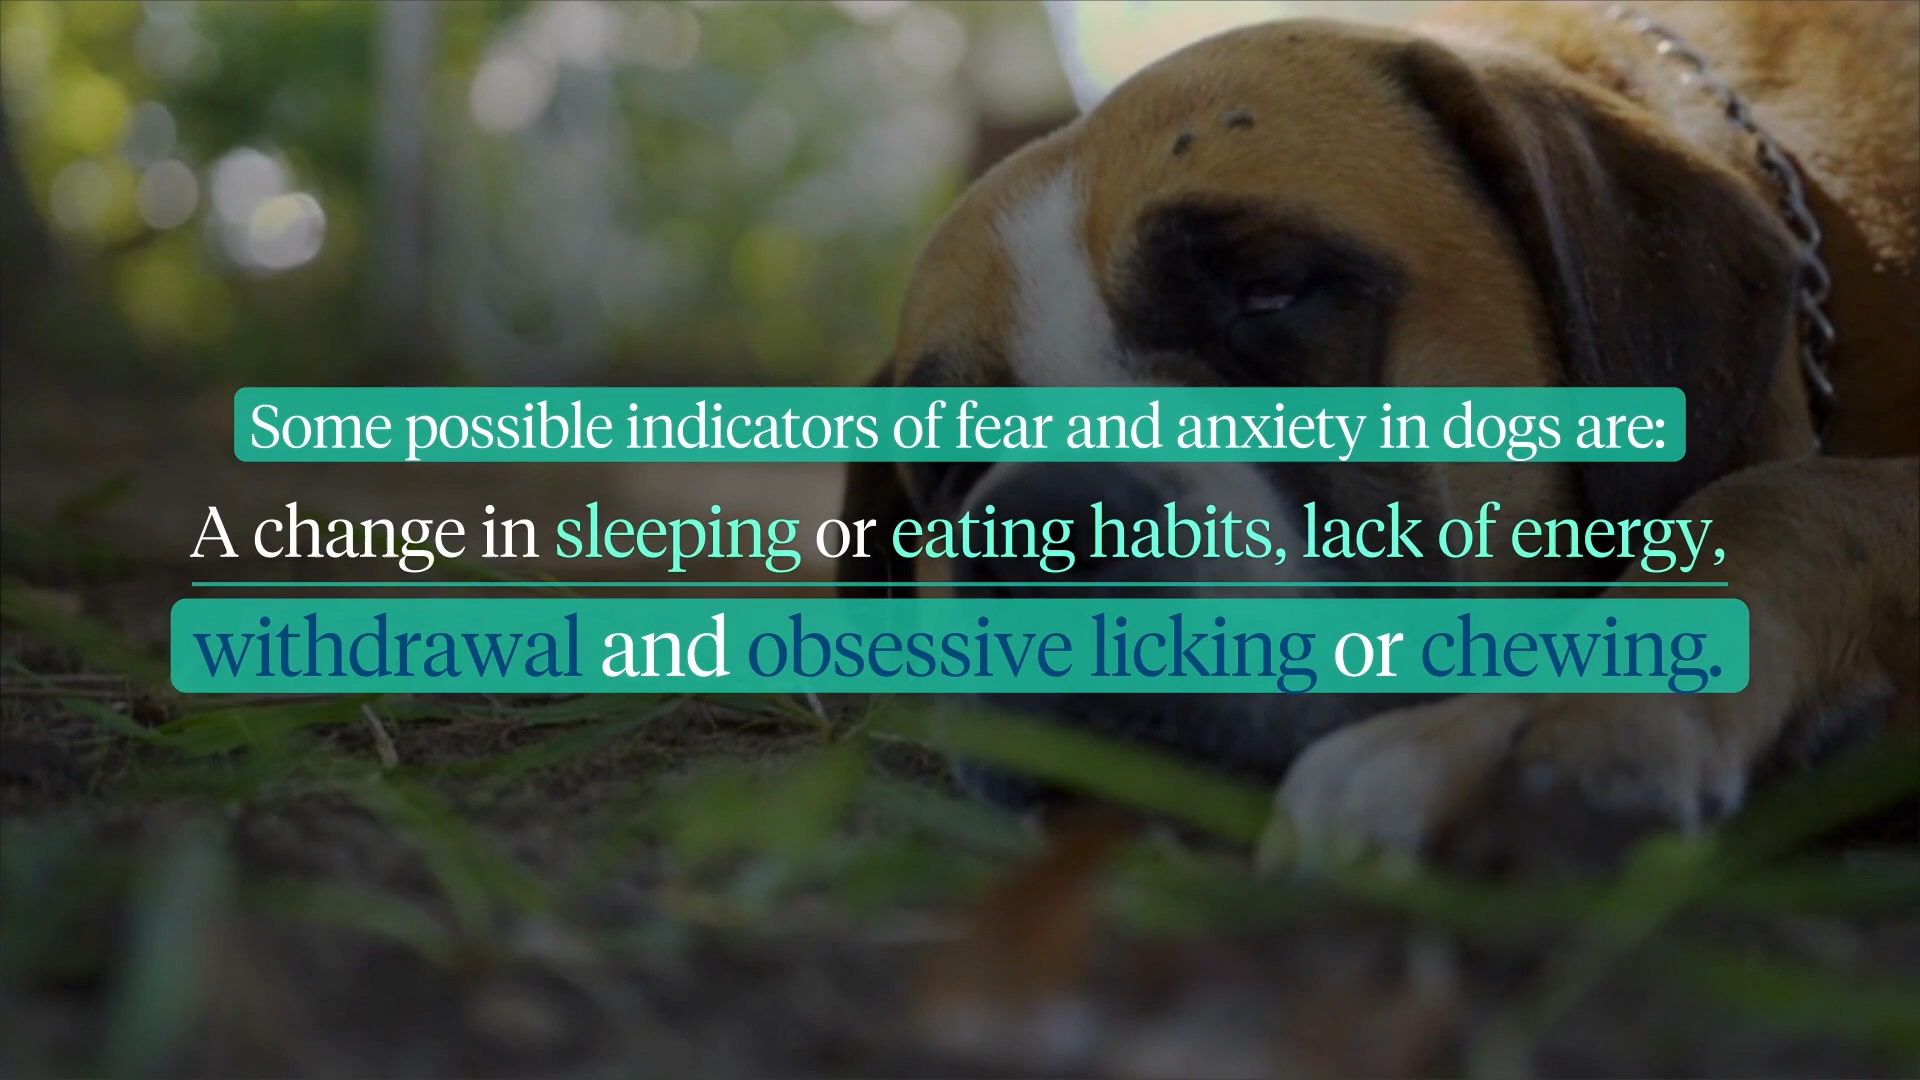 Some possible indicators of fear and anxiety in dogs are:
A change in sleeping or eating habits, lack of energy,
withdrawal and obsessive licking or chewing.